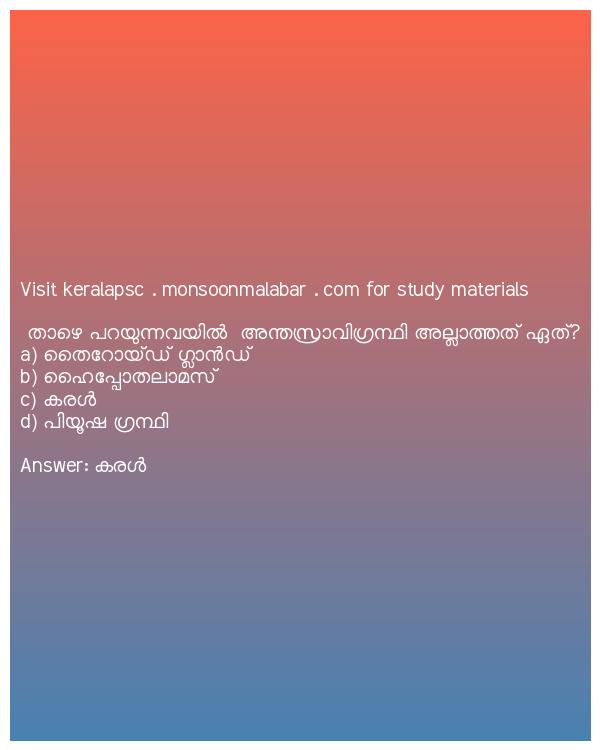 Visit keralapsc . monsoonmalabar . com for study materials
താഴെ പറയുന്നവയിൽ അന്തസ്രാവിഗ്രന്ഥി അല്ലാത്തത് ഏത്?
a) തൈറോയ്ഡ് ഗ്ലാൻഡ്
b) ഹൈപ്പോതലാമസ്
c) കരൾ
d) പിയൂഷ ഗ്രന്ഥി
Answer: കരൾ